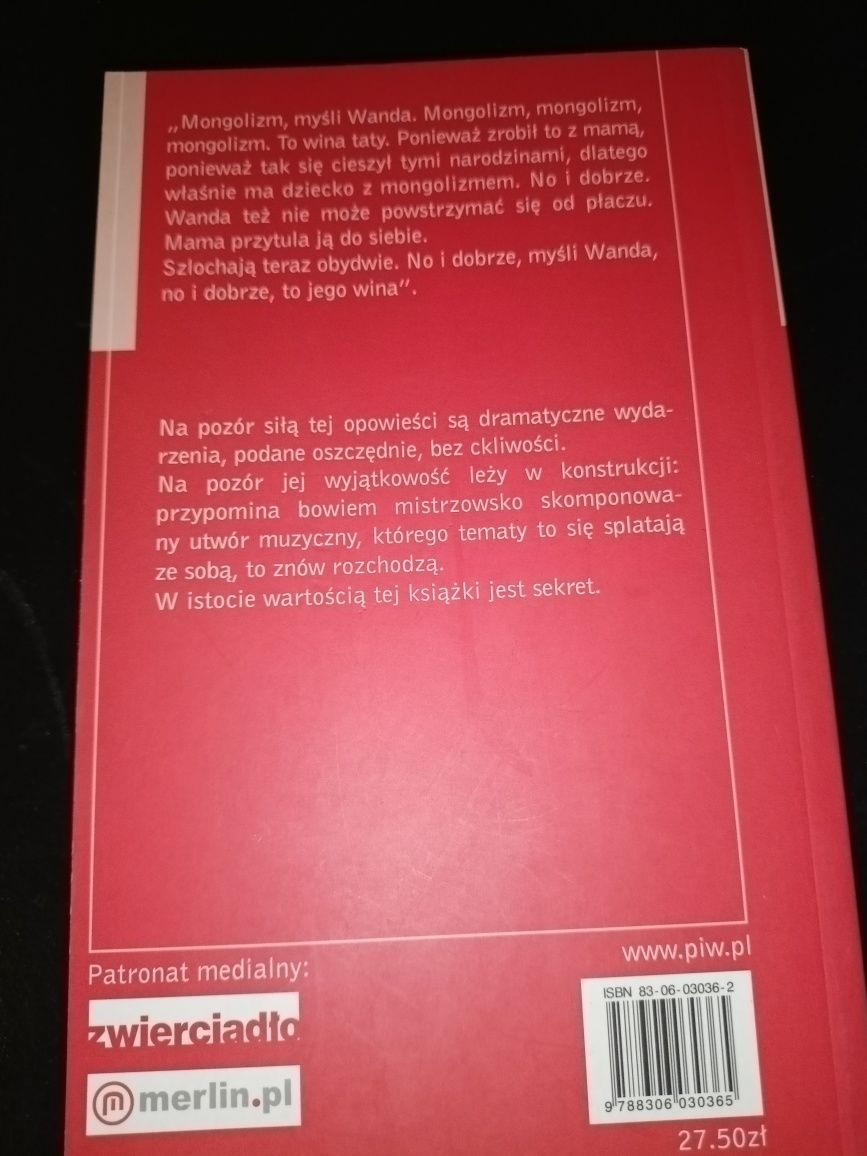 „Mongolizm, myśli Wanda. Mongolizm, mongolizm,
mongolizm. To wina taty. Ponieważ zrobił to z mamą,
ponieważ tak się cieszył tymi narodzinami, dlatego
właśnie ma dziecko z mongolizmem. No i dobrze.
Wanda też nie może powstrzymać się od płaczu.
Mama przytula ją do siebie.
Szlochają teraz obydwie. No i dobrze, myśli Wanda,
no i dobrze, to jego wina”.
Na pozór siłą tej opowieści są dramatyczne wyda-
rzenia, podane oszczędnie, bez ckliwości.
Na pozór jej wyjątkowość leży w konstrukcji:
przypomina bowiem mistrzowsko skomponowa-
ny utwór muzyczny, którego tematy to się splatają
ze sobą, to znów rozchodzą.
W istocie wartością tej książki jest sekret.
www.piw.pl
Patronat medialny:
zwierciadło
merlin.pl
ISBN 83-06-03036-2
9 788306 030365
27.50zł